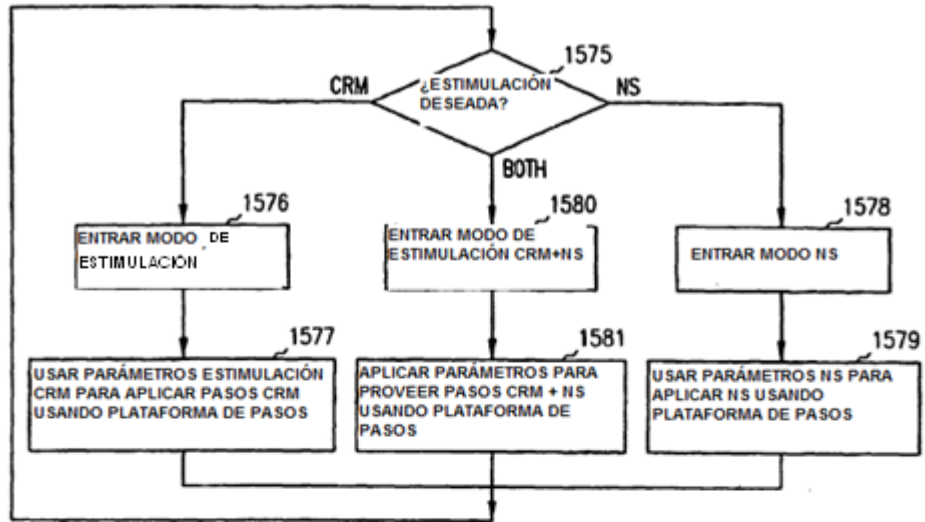 1575
¿ESTIMULACIÓN
DESEADA?
CRM
NS
BOTH
1576
ENTRAR MODO DE
ESTIMULACIÓN
1580
ENTRAR MODO DE
ESTIMULACIÓN CRM+NS
1578
ENTRAR MODO NS
1577
USAR PARÁMETROS ESTIMULACIÓN
CRM PARA APLICAR PASOS CRM
USANDO PLATAFORMA DE PASOS
1581
APLICAR PARÁMETROS PARA
PROVEER PASOS CRM + NS
USANDO PLATAFORMA DE
PASOS
1579
USAR PARÁMETROS NS PARA
APLICAR NS USANDO
PLATAFORMA DE PASOS